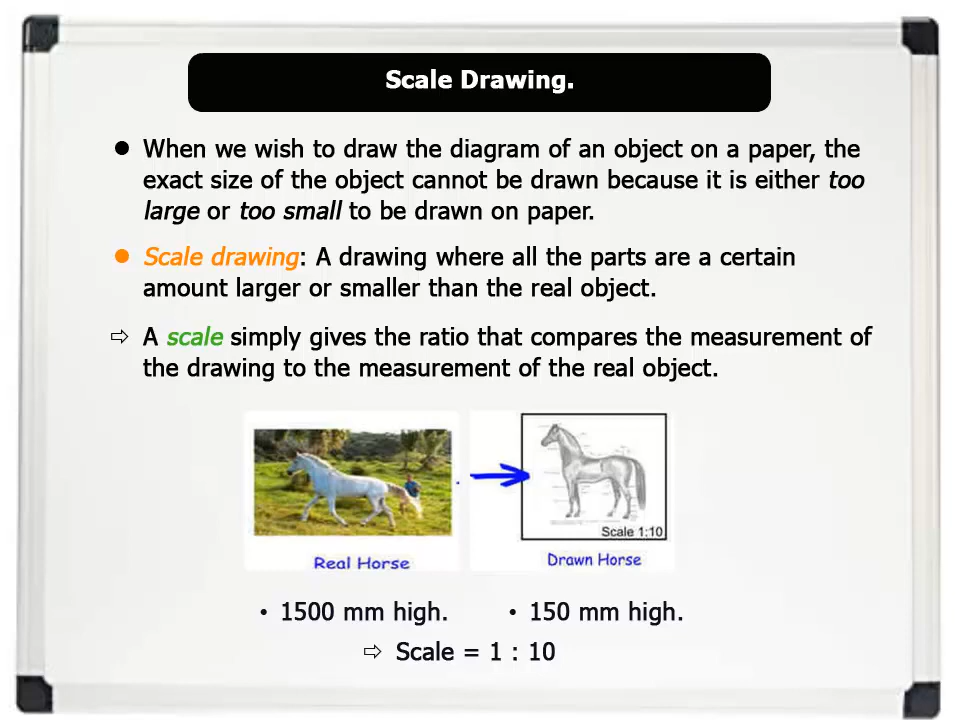 Scale Drawing.
● When we wish to draw the diagram of an object on a paper, the
exact size of the object cannot be drawn because it is either too
large or too small to be drawn on paper.
● Scale drawing: A drawing where all the parts are a certain
amount larger or smaller than the real object.
⇨ A scale simply gives the ratio that compares the measurement of
the drawing to the measurement of the real object.
Scale 1:10
Real Horse
Drawn Horse
• 1500 mm high.
• 150 mm high.
⇨ Scale = 1 : 10